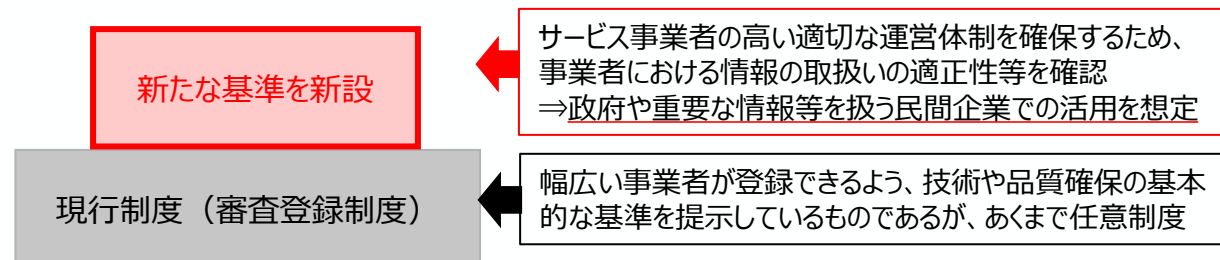 新たな基準を新設
サービス事業者の高い適切な運営体制を確保するため、
事業者における情報の取扱いの適正性等を確認
⇒政府や重要な情報等を扱う民間企業での活用を想定
現行制度（審査登録制度）
幅広い事業者が登録できるよう、技術や品質確保の基本
的な基準を提示しているものであるが、あくまで任意制度